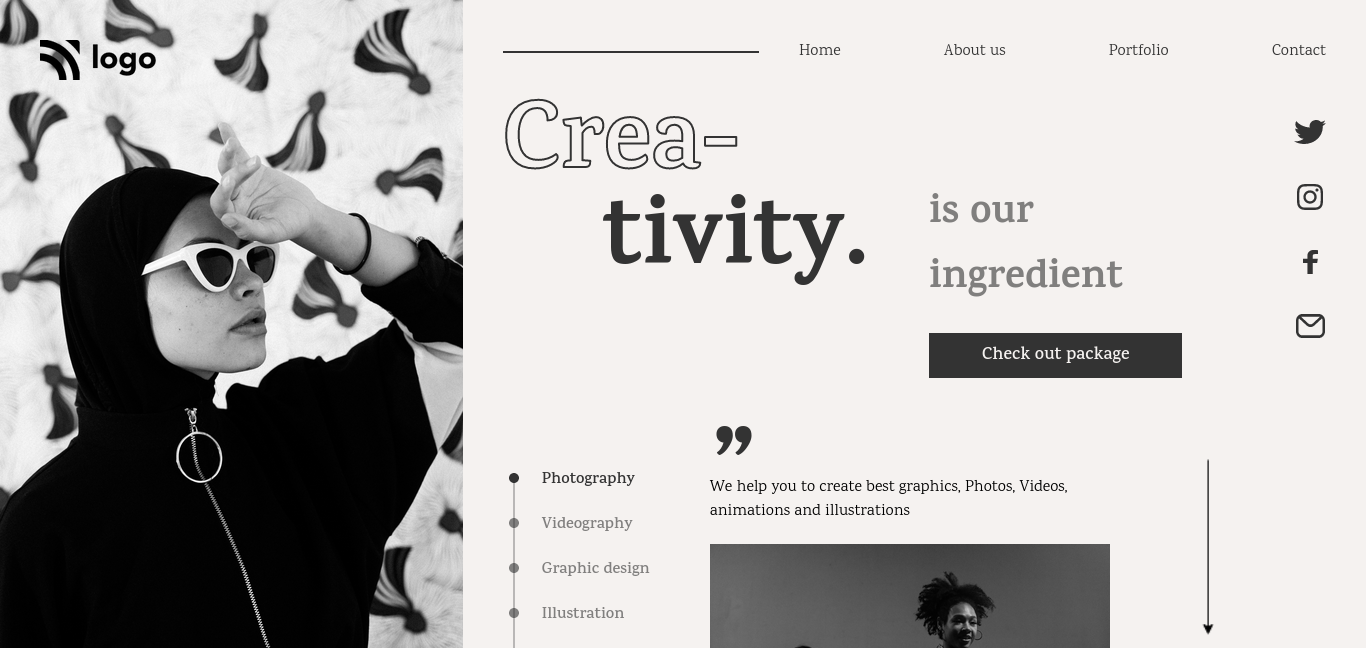 logo
Home
About us
Portfolio
Contact
Crea-
tivity.
is our
ingredient
Check out package
”
Photography
Videography
Graphic design
Illustration
We help you to create best graphics, Photos, Videos,
animations and illustrations